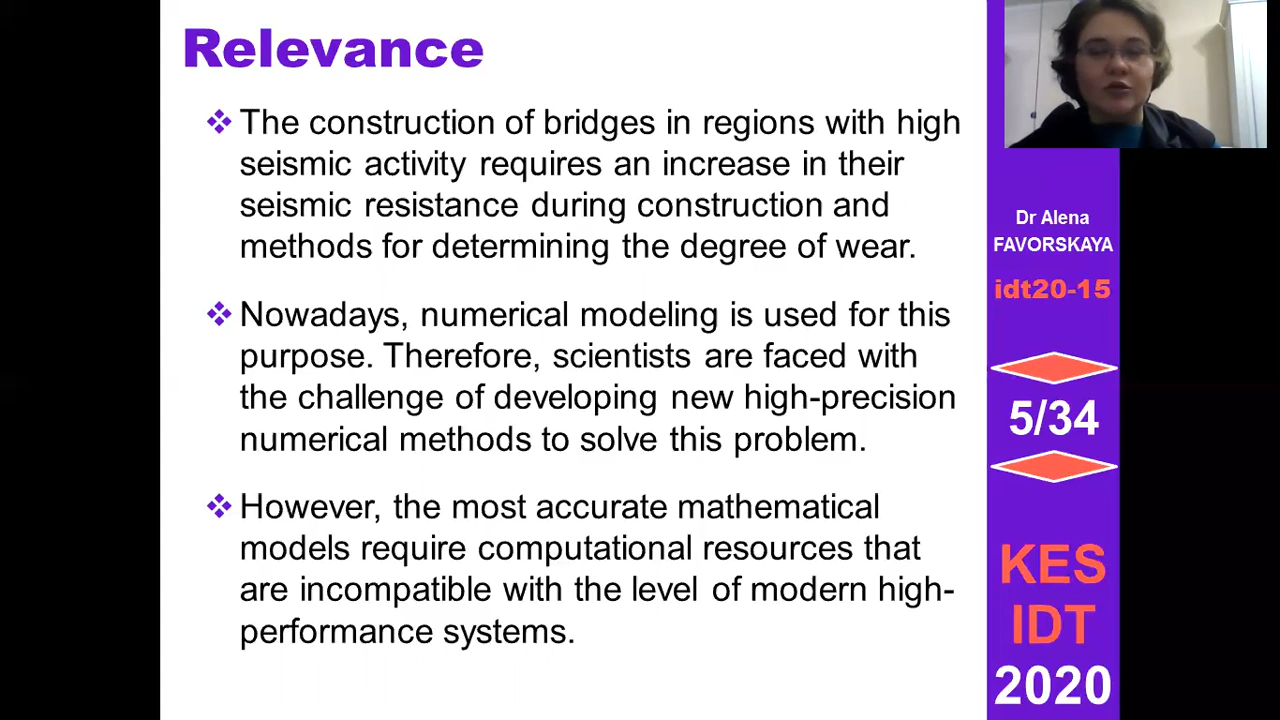 Relevance
The construction of bridges in regions with high
seismic activity requires an increase in their
seismic resistance during construction and
methods for determining the degree of wear.
Nowadays, numerical modeling is used for this
purpose. Therefore, scientists are faced with
the challenge of developing new high-precision
numerical methods to solve this problem.
However, the most accurate mathematical
models require computational resources that
are incompatible with the level of modern high-
performance systems.
Dr Alena
FAVORSKAYA
idt20-15
5/34
KES
IDT
2020